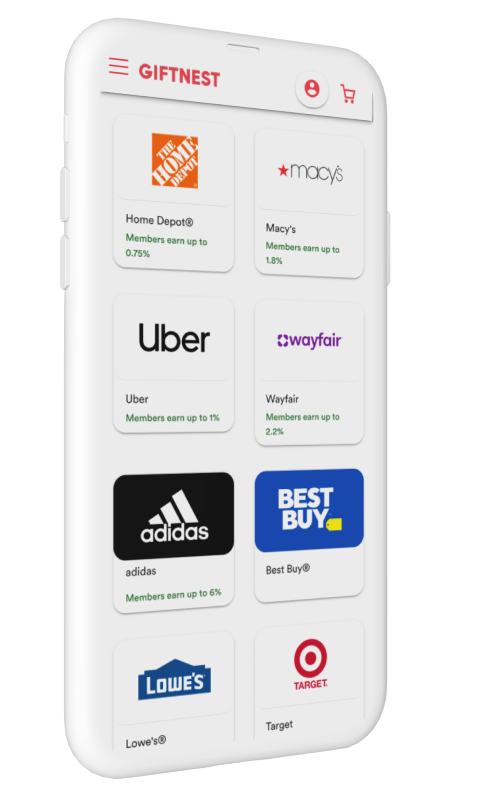 GIFTNEST
THE
HOME
DEPOT
macy's
Home Depot®
Members earn up to
0.75%
Macy's
Members earn up to
1.8%
Uber
wayfair
Uber
Members earn up to 1%
Wayfair
Members earn up to
2.2%
adidas
BEST
BUY
adidas
Members earn up to 6%
Best Buy®
LOWE'S
TARGET
Lowe's®
Target